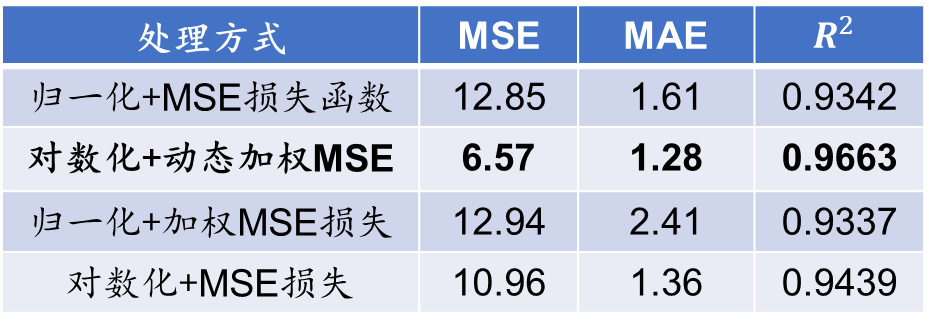 处理方式 MSE MAE R²
归一化+MSE损失函数 12.85 1.61 0.9342
对数化+动态加权MSE 6.57 1.28 0.9663
归一化+加权MSE损失 12.94 2.41 0.9337
对数化+MSE损失 10.96 1.36 0.9439